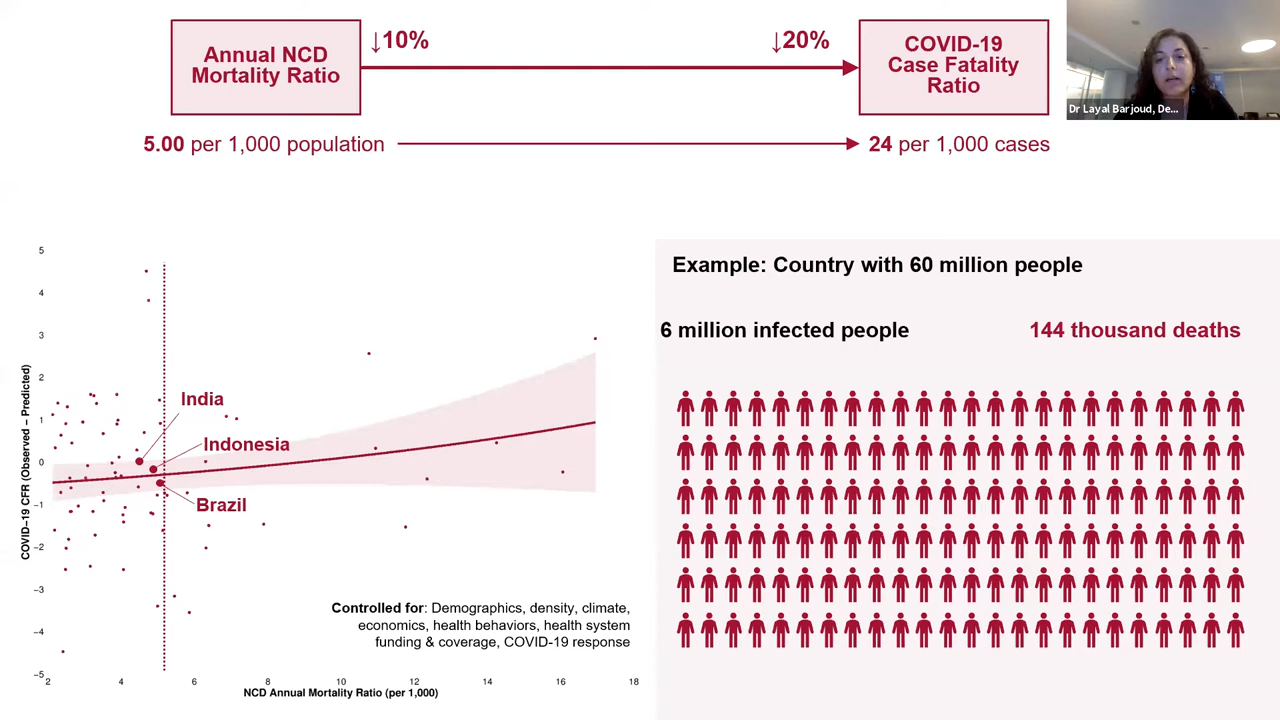 Annual NCD
Mortality Ratio
↓10%
↓20%
COVID-19
Case Fatality
Ratio
Dr Layal Barjoud, De...
5.00 per 1,000 population
24 per 1,000 cases
5
4
3
2
1
0
−1
−2
−3
−4
−5
COVID−19 CFR (Observed − Predicted)
India
Indonesia
Brazil
Controlled for: Demographics, density, climate,
economics, health behaviors, health system
funding & coverage, COVID-19 response
2 4 6 8 10 12 14 16 18
NCD Annual Mortality Ratio (per 1,000)
Example: Country with 60 million people
6 million infected people
144 thousand deaths